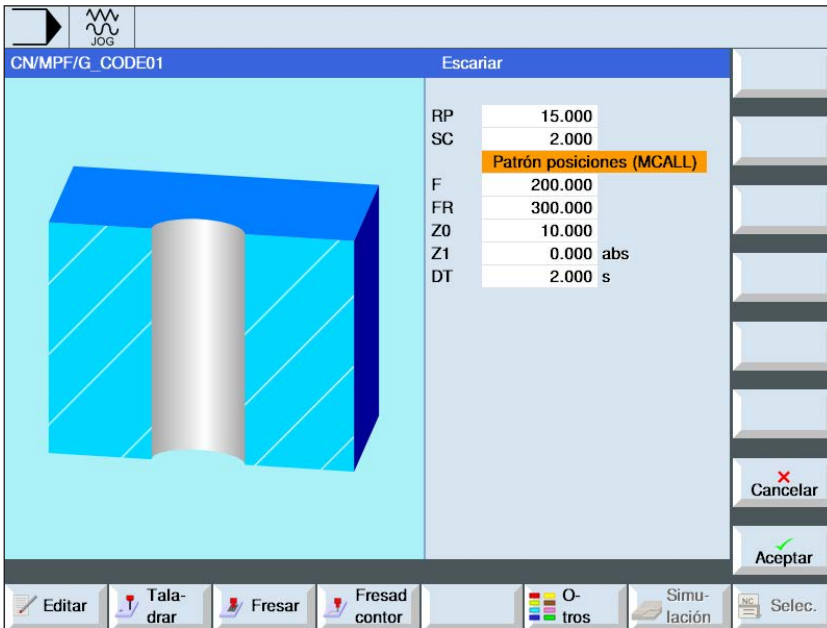 JOG
CN/MPF/G_CODE01
Escariar
RP 15.000
SC 2.000
Patrón posiciones (MCALL)
F 200.000
FR 300.000
Z0 10.000
Z1 0.000 abs
DT 2.000 s
Cancelar
Aceptar
Editar
Tala-
drar
Fresar
Fresad
contor
O-
tros
Simu-
lación
NC
Selec.